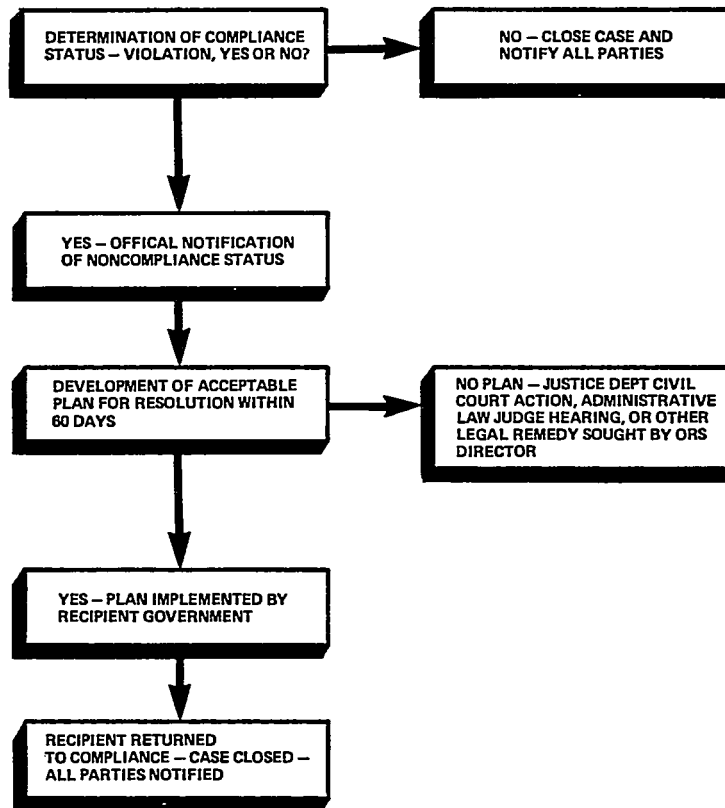 DETERMINATION OF COMPLIANCE
STATUS – VIOLATION, YES OR NO?
NO – CLOSE CASE AND
NOTIFY ALL PARTIES
YES – OFFICAL NOTIFICATION
OF NONCOMPLIANCE STATUS
DEVELOPMENT OF ACCEPTABLE
PLAN FOR RESOLUTION WITHIN
60 DAYS
NO PLAN – JUSTICE DEPT CIVIL
COURT ACTION, ADMINISTRATIVE
LAW JUDGE HEARING, OR OTHER
LEGAL REMEDY SOUGHT BY ORS
DIRECTOR
YES – PLAN IMPLEMENTED BY
RECIPIENT GOVERNMENT
RECIPIENT RETURNED
TO COMPLIANCE – CASE CLOSED –
ALL PARTIES NOTIFIED